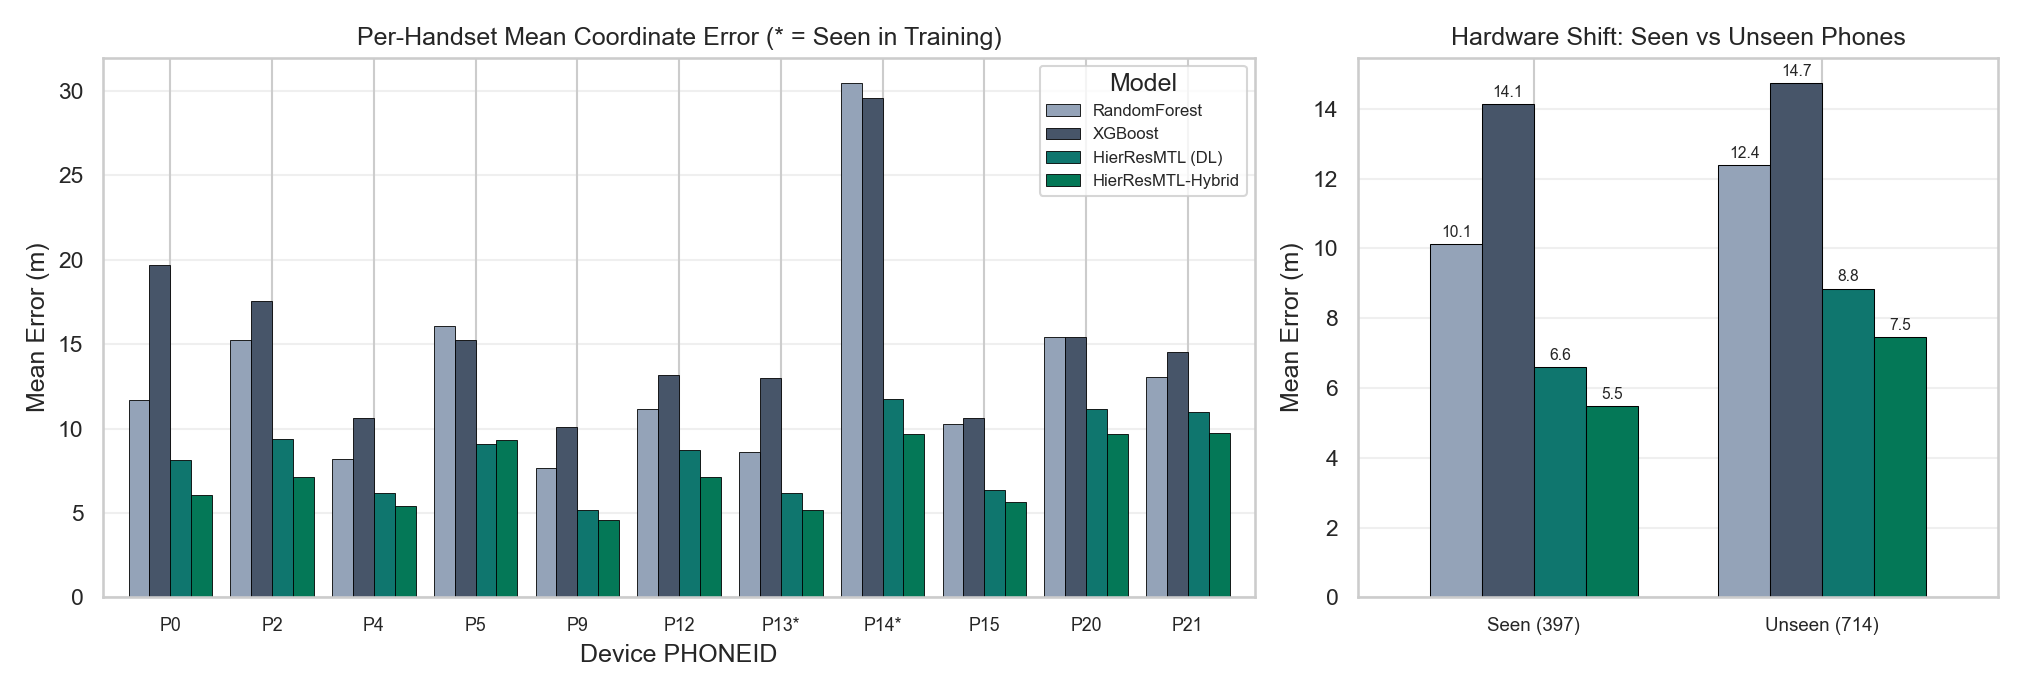 Per-Handset Mean Coordinate Error (* = Seen in Training)
Mean Error (m)
30
25
20
15
10
5
0
Model
RandomForest
XGBoost
HierResMTL (DL)
HierResMTL-Hybrid
P0 P2 P4 P5 P9 P12 P13* P14* P15 P20 P21
Device PHONEID
Hardware Shift: Seen vs Unseen Phones
Mean Error (m)
14
12
10
8
6
4
2
0
14.1
10.1
6.6
5.5
14.7
12.4
8.8
7.5
Seen (397) Unseen (714)